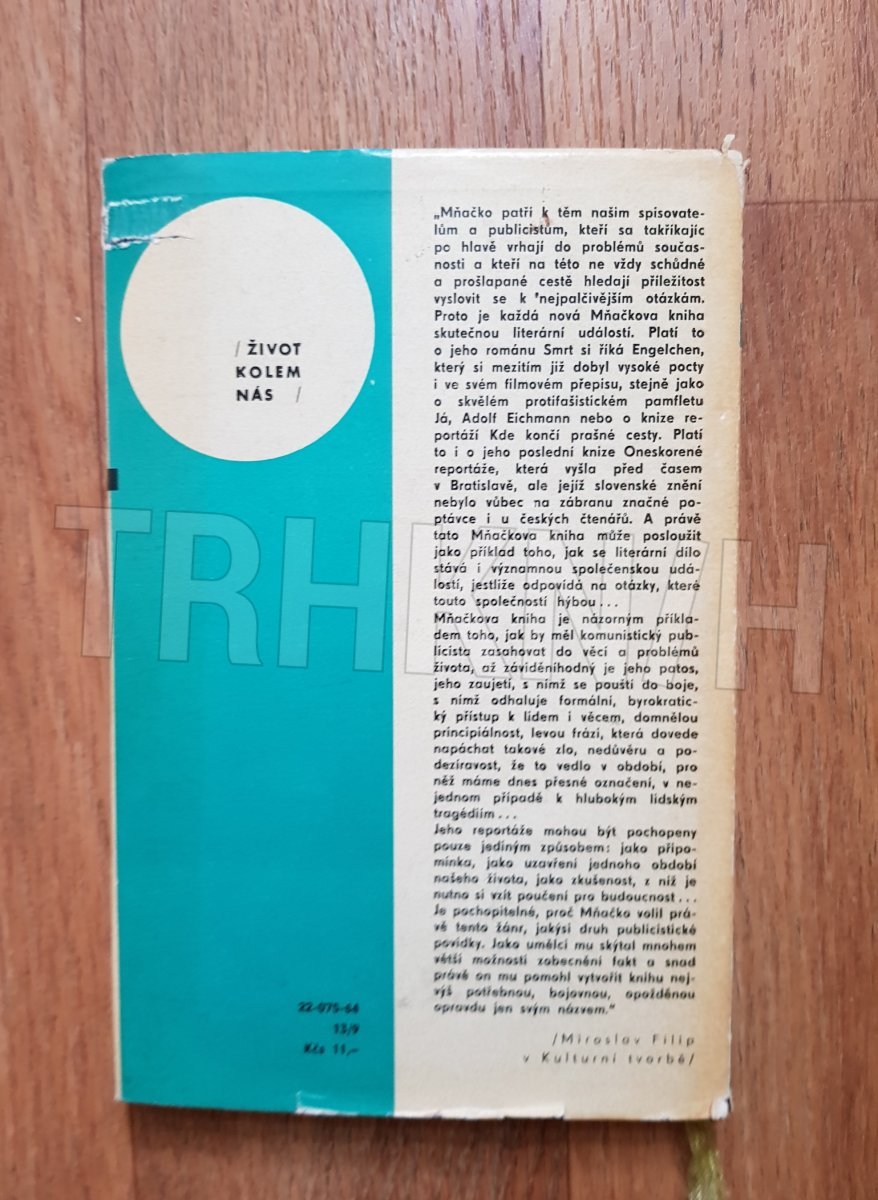 /ŽIVOT
KOLEM
NÁS /
„Mňačko patří k těm našim spisovate-
lům a publicistům, kteří sa takříkajíc
po hlavě vrhají do problémů součas-
nosti a kteří na této ne vždy schůdné
a prošlapané cestě hledají příležitost
vyslovit se k nejpalčivějším otázkám.
Proto je každá nová Mňačkova kniha
skutečnou literární událostí. Platí to
o jeho románu Smrt si říká Engelchen,
který si mezitím již dobyl vysoké pocty
i ve svém filmovém přepisu, stejně jako
o skvělém protifašistickém pamfletu
Já, Adolf Eichmann nebo o knize re-
portáží Kde končí prašné cesty. Platí
to i o jeho poslední knize Oneskorené
reportáže, která vyšla před časem
v Bratislavě, ale jejíž slovenské znění
nebylo vůbec na zábranu značné po-
ptávce i u českých čtenářů. A právě
tato Mňačkova kniha může posloužit
jako příklad toho, jak se literární dílo
stává i významnou společenskou udá-
lostí, jestliže odpovídá na otázky, které
touto společností hýbou...
Mňačkova kniha je názorným příkla-
dem toho, jak by měl komunistický pub-
licista zasahovat do věcí a problémů
života, až záviděníhodný je jeho patos,
jeho zaujetí, s nímž se pouští do boje,
s nímž odhaluje formální, byrokratic-
ký přístup k lidem i věcem, domnělou
principiálnost, levou frázi, která dovede
napáchat takové zlo, nedůvěru a po-
dezíravost, že to vedlo v období, pro
něž máme dnes přesné označení, v ne-
jednom případě k hlubokým lidským
tragédiím...
Jeho reportáže mohou být pochopeny
pouze jediným způsobem: jako připo-
mínka, jako uzavření jednoho období
našeho života, jako zkušenost, z níž je
nutno si vzít poučení pro budoucnost...
Je pochopitelné, proč Mňačko volil prá-
vě tento žánr, jakýsi druh publicistické
povídky. Jako umělci mu skýtal mnohem
větší možnosti zobecnění fakt a snad
právě on mu pomohl vytvořit knihu nej-
výš potřebnou, bojovnou, opožděnou
opravdu jen svým názvem."
/Miroslav Filip
v Kulturní tvorbě/
22-075-64
13/9
Kčs 11,-
TRHKNIH